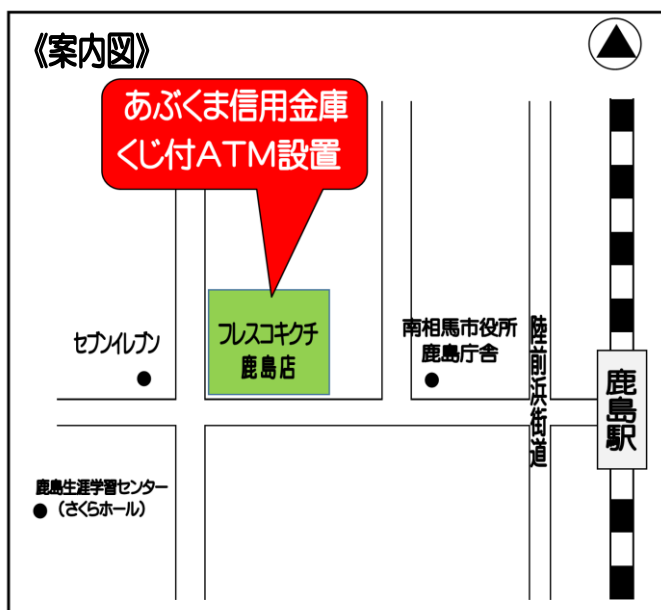 《案内図》
あぶくま信用金庫
くじ付ATM設置
セブンイレブン
フレスコキクチ
鹿島店
南相馬市役所
鹿島庁舎
陸前浜街道
鹿島駅
鹿島生涯学習センター
(さくらホール)